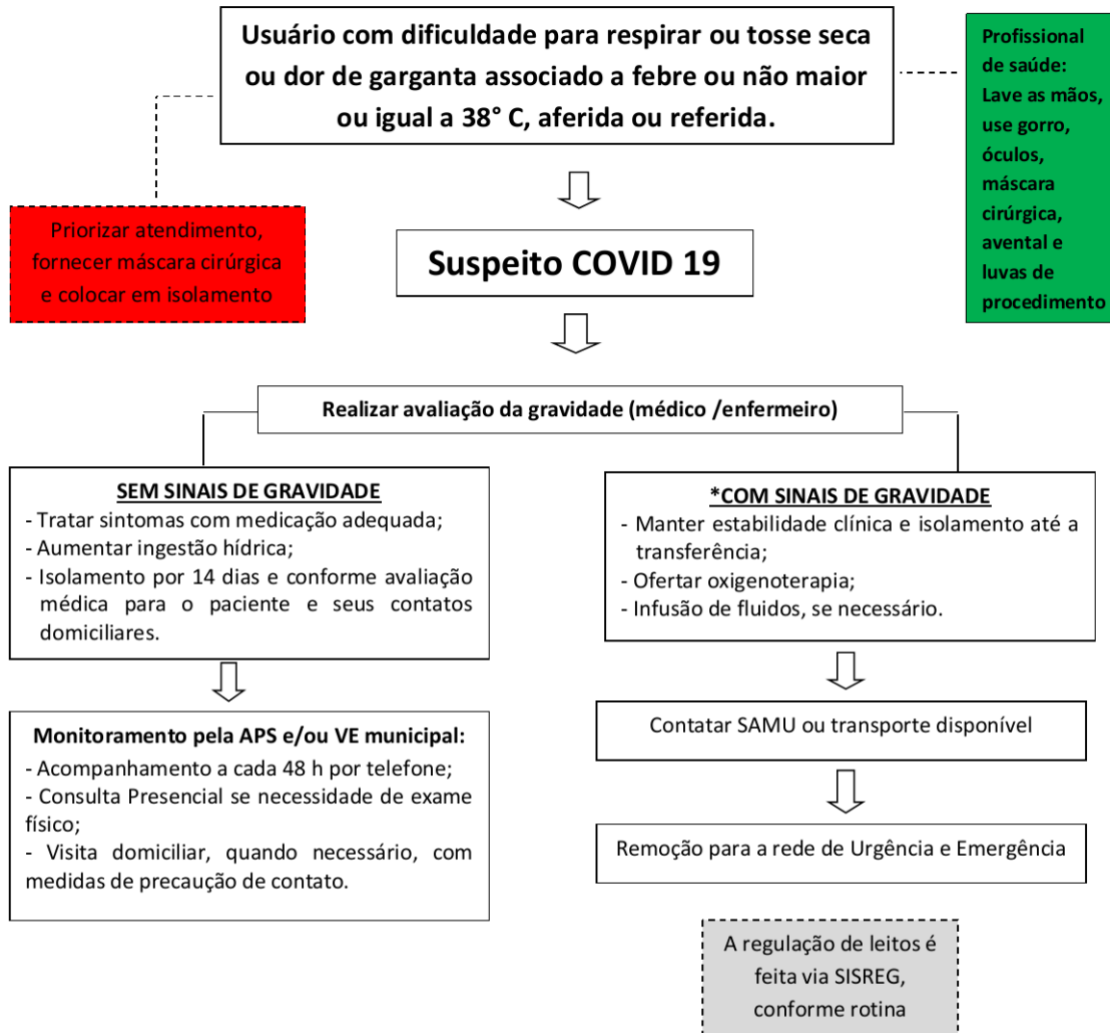 Usuário com dificuldade para respirar ou tosse seca
ou dor de garganta associado a febre ou não maior
ou igual a 38° C, aferida ou referida.
Profissional
de saúde:
Lave as mãos,
use gorro,
óculos,
máscara
cirúrgica,
avental e
luvas de
procedimento
Priorizar atendimento,
fornecer máscara cirúrgica
e colocar em isolamento
Suspeito COVID 19
Realizar avaliação da gravidade (médico /enfermeiro)
SEM SINAIS DE GRAVIDADE
- Tratar sintomas com medicação adequada;
- Aumentar ingestão hídrica;
- Isolamento por 14 dias e conforme avaliação
médica para o paciente e seus contatos
domiciliares.
*COM SINAIS DE GRAVIDADE
- Manter estabilidade clínica e isolamento até a
transferência;
- Ofertar oxigenoterapia;
- Infusão de fluidos, se necessário.
Monitoramento pela APS e/ou VE municipal:
- Acompanhamento a cada 48 h por telefone;
- Consulta Presencial se necessidade de exame
físico;
- Visita domiciliar, quando necessário, com
medidas de precaução de contato.
Contatar SAMU ou transporte disponível
Remoção para a rede de Urgência e Emergência
A regulação de leitos é
feita via SISREG,
conforme rotina